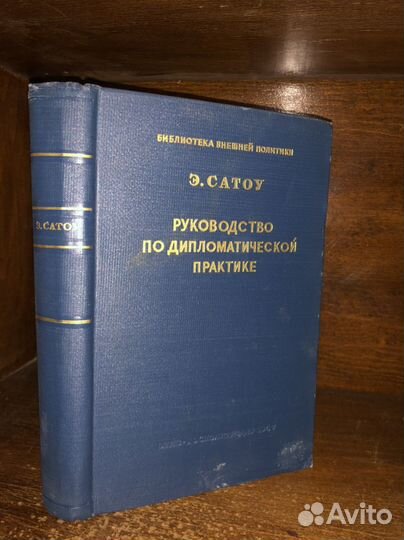 Э. САТОУ
БИБЛИОТЕКА ВНЕШНЕЙ ПОЛИТИКИ
Э. САТОУ
РУКОВОДСТВО
ПО ДИПЛОМАТИЧЕСКОЙ
ПРАКТИКЕ
Avito